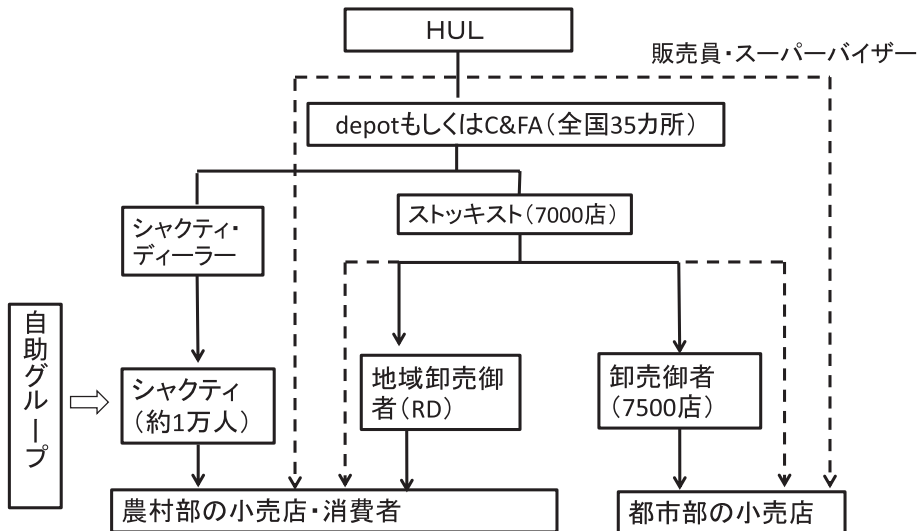 HUL
販売員・スーパーバイザー
depotもしくはC&FA（全国35カ所）
シャクティ・
ディーラー
ストッキスト（7000店）
自助グループ
シャクティ
（約1万人）
地域卸売御
者（RD）
卸売御者
（7500店）
農村部の小売店・消費者
都市部の小売店